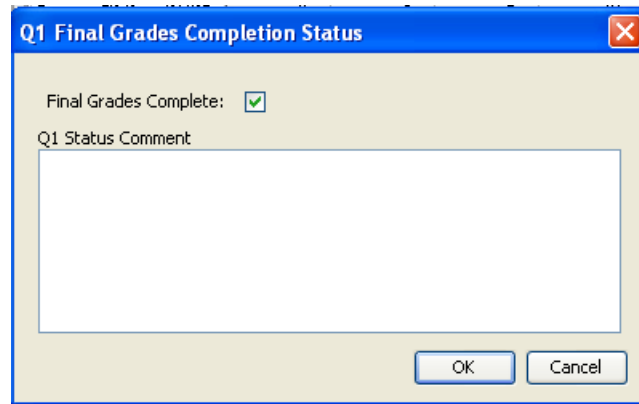 Q1 Final Grades Completion Status
Final Grades Complete:
Q1 Status Comment
OK
Cancel